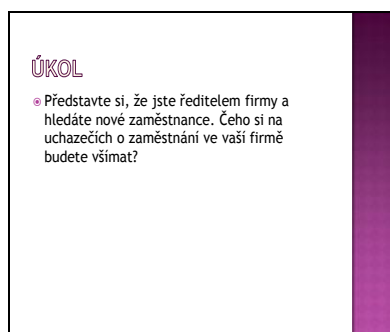 ÚKOL
Představte si, že jste ředitelem firmy a
hledáte nové zaměstnance. Čeho si na
uchazečích o zaměstnání ve vaší firmě
budete všímat?